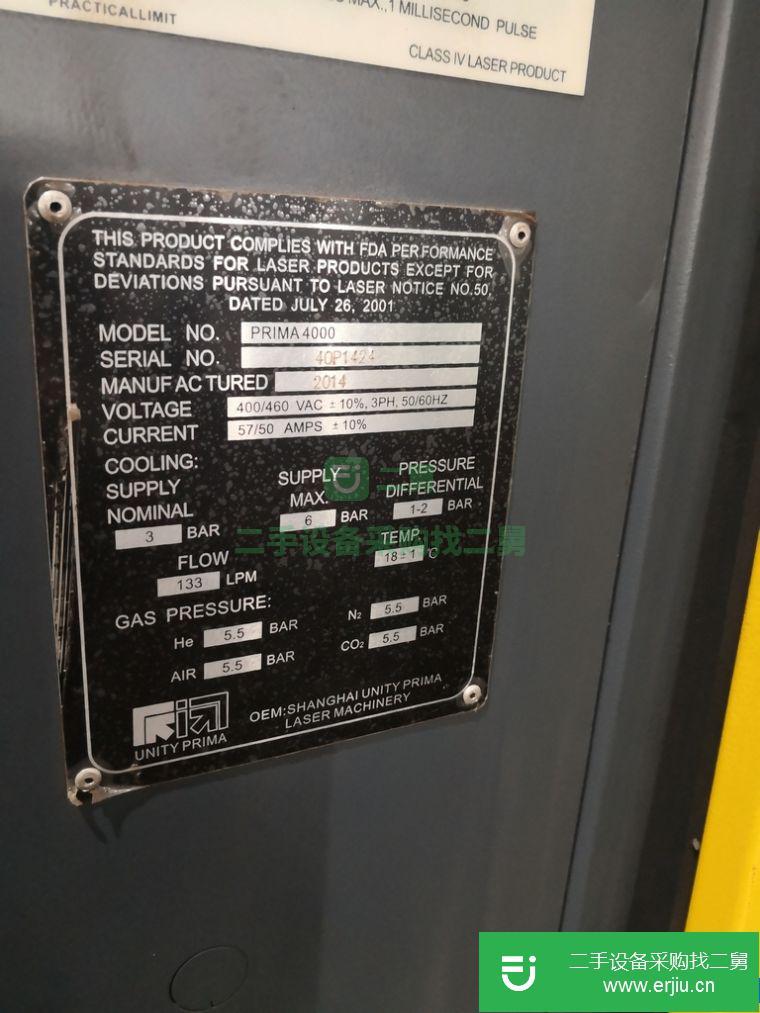 PRACTICALLIMIT
MAX.,1 MILLISECOND PULSE
CLASS IV LASER PRODUCT
THIS PRODUCT COMPLIES WITH FDA PERFORMANCE
STANDARDS FOR LASER PRODUCTS EXCEPT FOR
DEVIATIONS PURSUANT TO LASER NOTICE NO.50,
DATED JULY 26, 2001
MODEL NO. PRIMA4000
SERIAL NO. 40P1424
MANUFACTURED 2014
VOLTAGE 400/460 VAC ±10%, 3PH, 50/60HZ
CURRENT 57/50 AMPS ±10%
COOLING:
SUPPLY NOMINAL 3 BAR
SUPPLY MAX. 6 BAR
PRESSURE DIFFERENTIAL 1-2 BAR
FLOW 133 LPM
TEMP. 18±1 °C
GAS PRESSURE:
He 5.5 BAR
N₂ 5.5 BAR
AIR 5.5 BAR
CO₂ 5.5 BAR
UNITY PRIMA
OEM:SHANGHAI UNITY PRIMA
LASER MACHINERY
二手设备采购找二舅
二手设备采购找二舅
www.erjiu.cn